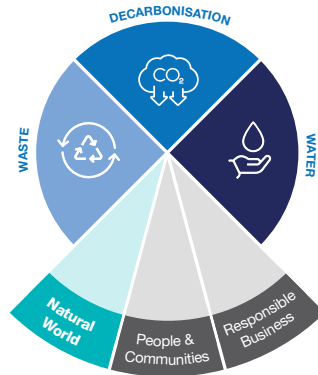 DECARBONISATION
CO₂
WASTE
WATER
Natural
World
People &
Communities
Responsible
Business